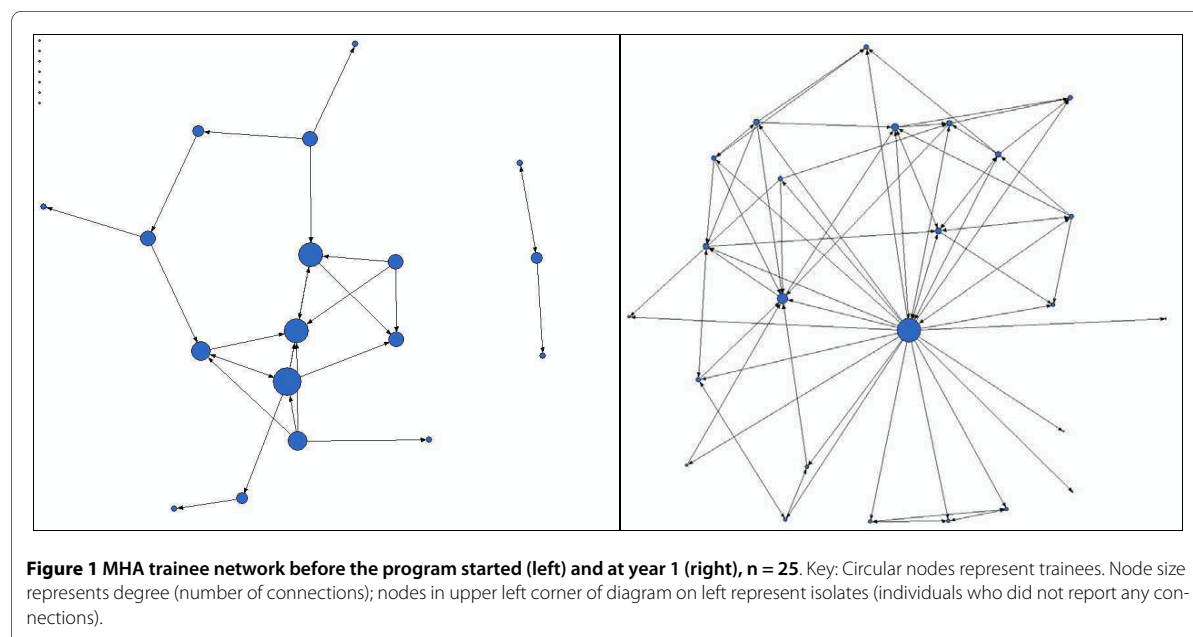 Figure 1 MHA trainee network before the program started (left) and at year 1 (right), n = 25. Key: Circular nodes represent trainees. Node size
represents degree (number of connections); nodes in upper left corner of diagram on left represent isolates (individuals who did not report any con-
nections).